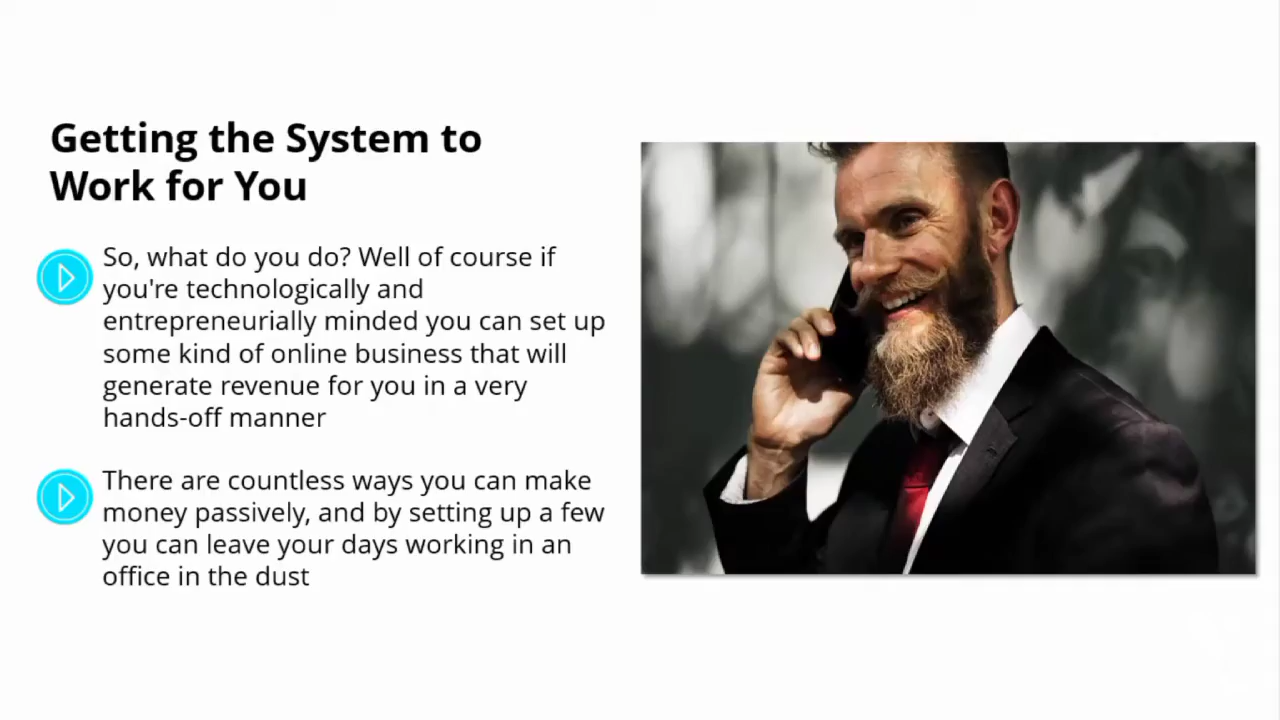 Getting the System to
Work for You
So, what do you do? Well of course if
you're technologically and
entrepreneurially minded you can set up
some kind of online business that will
generate revenue for you in a very
hands-off manner
There are countless ways you can make
money passively, and by setting up a few
you can leave your days working in an
office in the dust